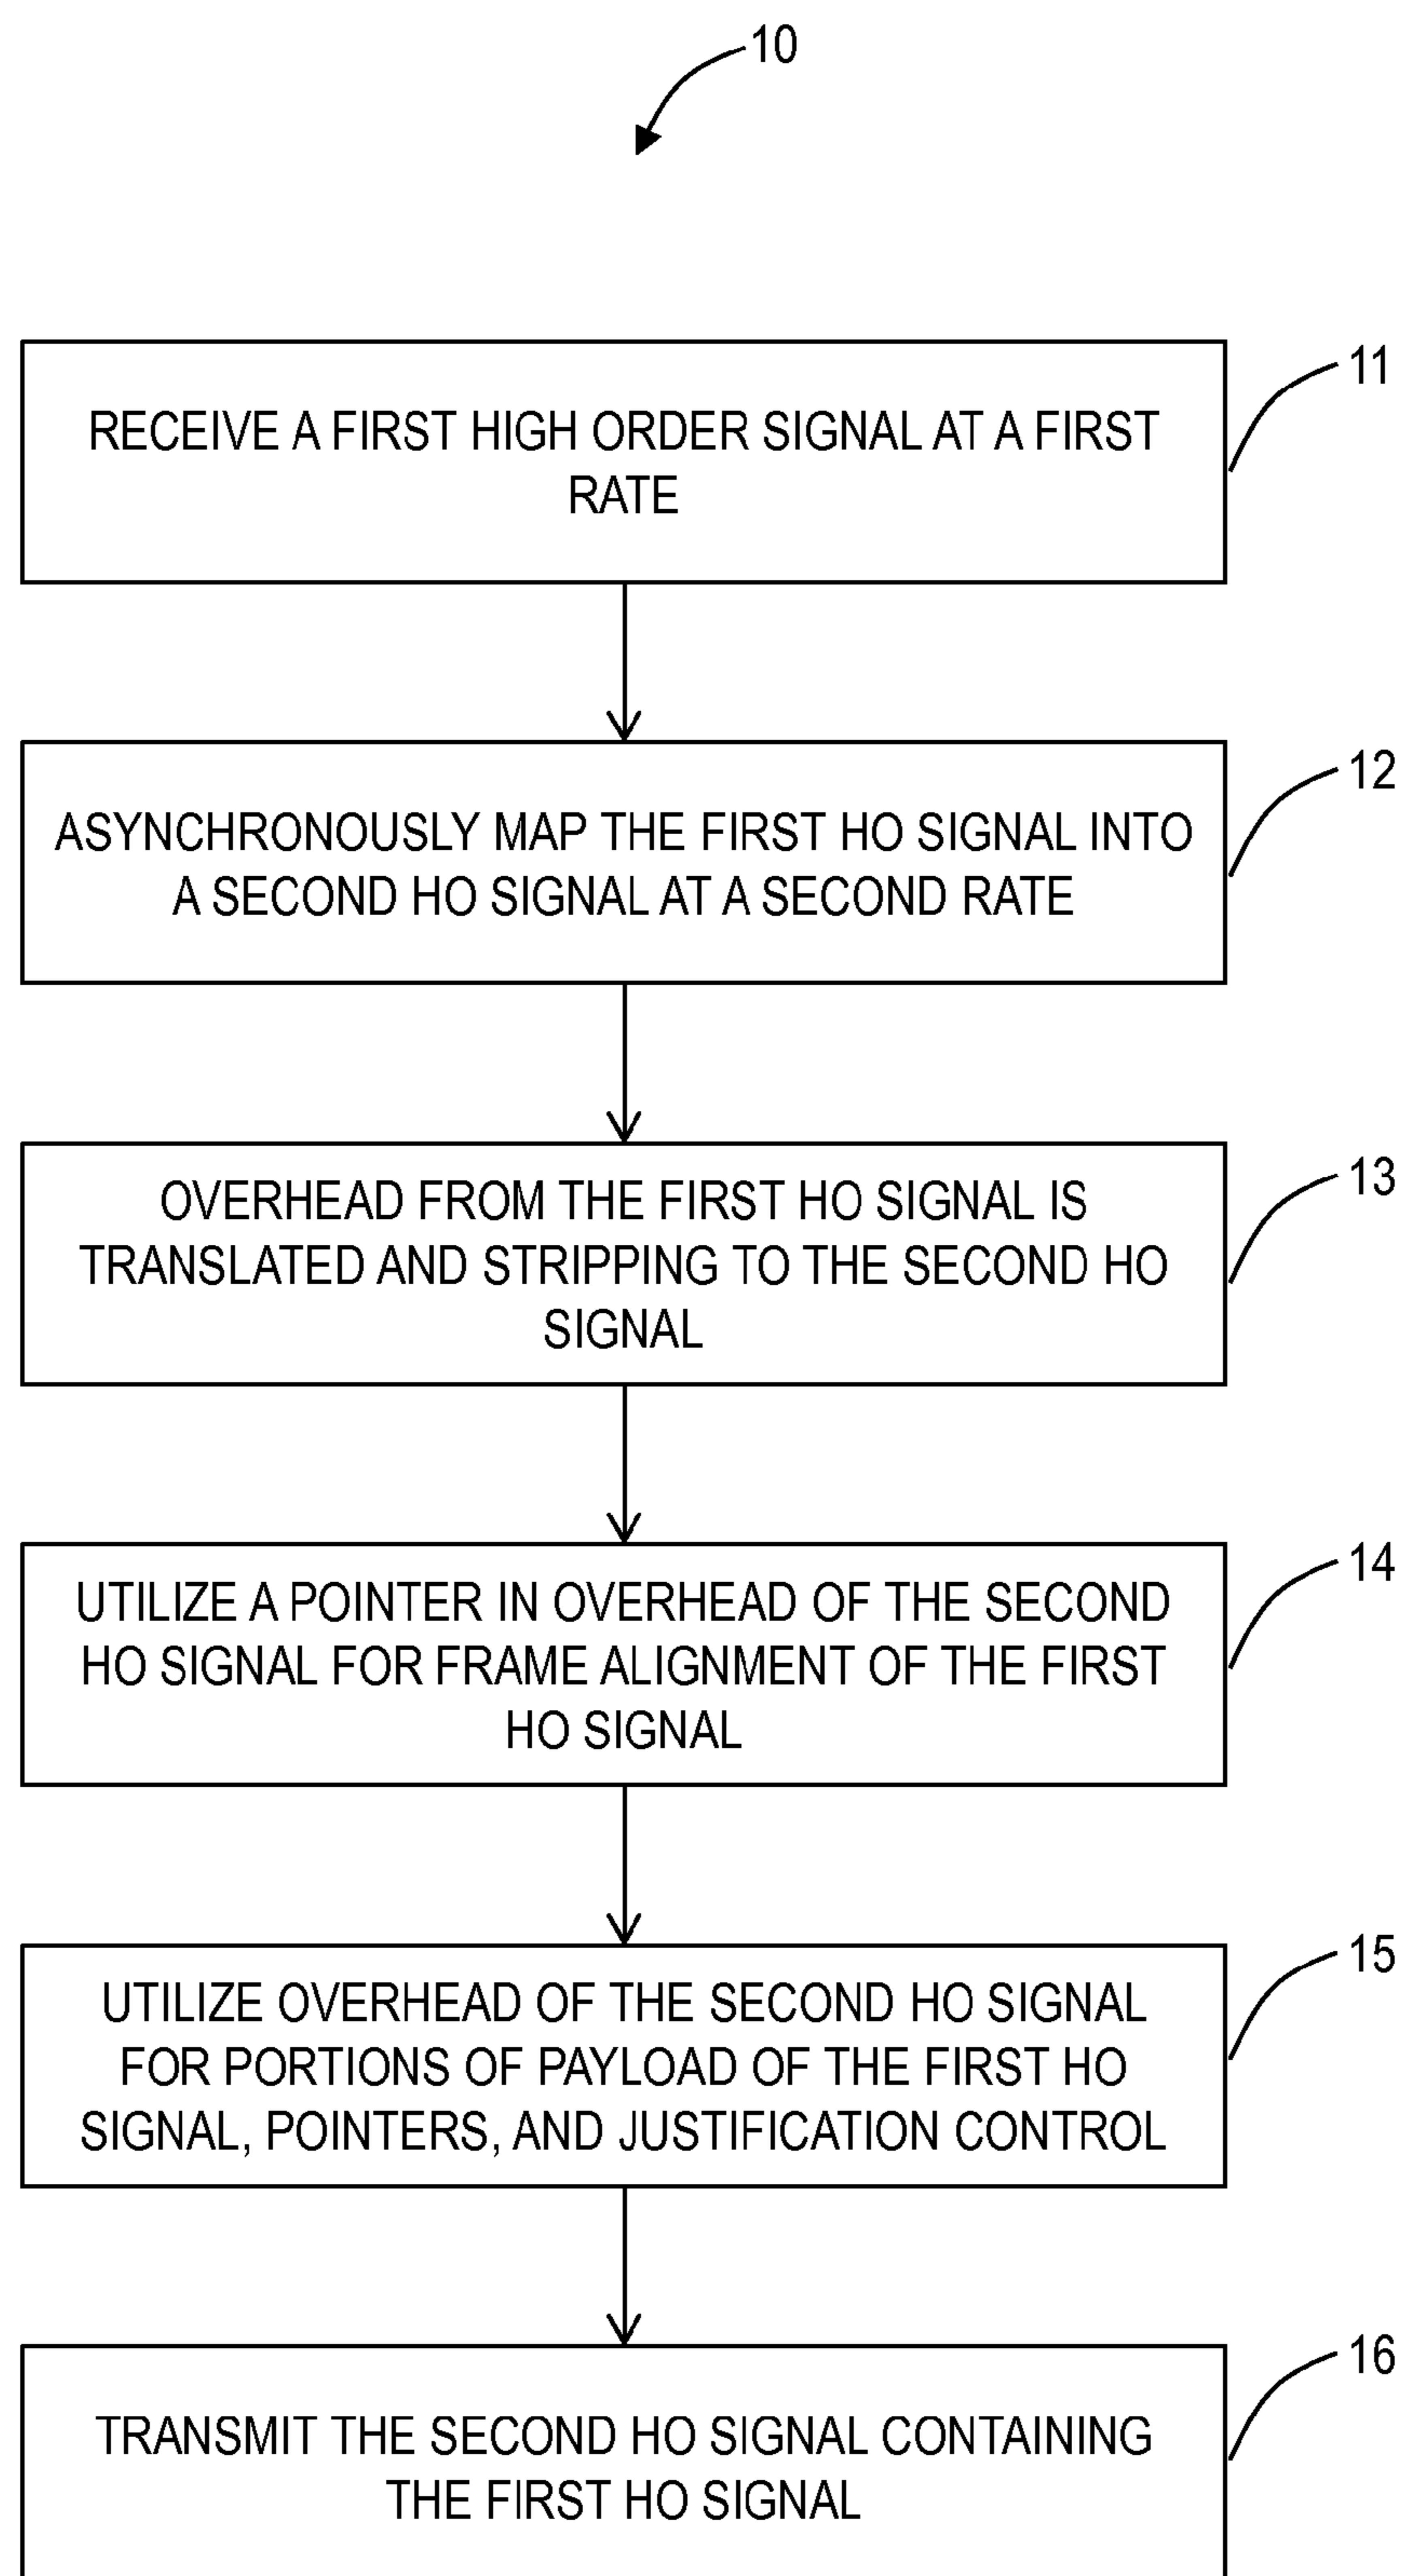 10
RECEIVE A FIRST HIGH ORDER SIGNAL AT A FIRST
RATE
11
ASYNCHRONOUSLY MAP THE FIRST HO SIGNAL INTO
A SECOND HO SIGNAL AT A SECOND RATE
12
OVERHEAD FROM THE FIRST HO SIGNAL IS
TRANSLATED AND STRIPPING TO THE SECOND HO
SIGNAL
13
UTILIZE A POINTER IN OVERHEAD OF THE SECOND
HO SIGNAL FOR FRAME ALIGNMENT OF THE FIRST
HO SIGNAL
14
UTILIZE OVERHEAD OF THE SECOND HO SIGNAL
FOR PORTIONS OF PAYLOAD OF THE FIRST HO
SIGNAL, POINTERS, AND JUSTIFICATION CONTROL
15
TRANSMIT THE SECOND HO SIGNAL CONTAINING
THE FIRST HO SIGNAL
16